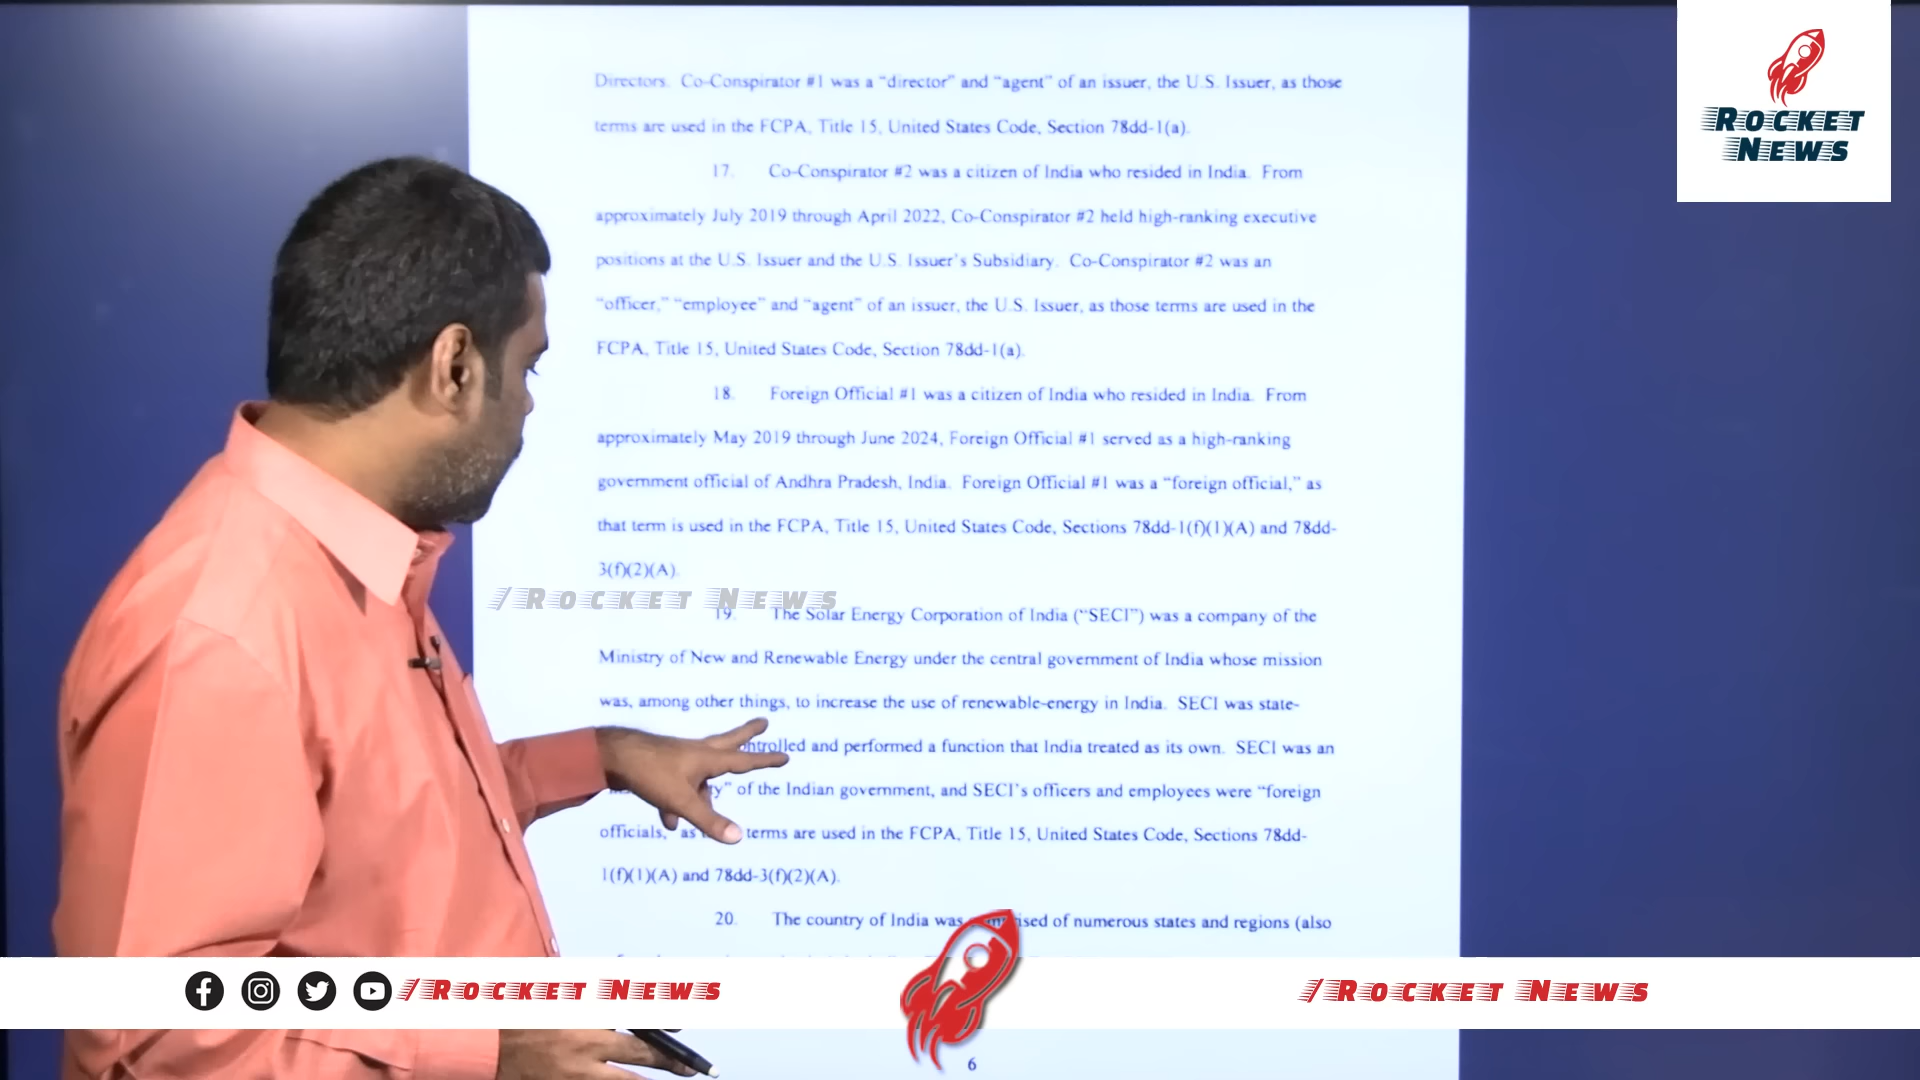 Directors. Co-Conspirator #1 was a “director” and “agent” of an issuer, the U.S. Issuer, as those
terms are used in the FCPA, Title 15, United States Code, Section 78dd-1(a).
17. Co-Conspirator #2 was a citizen of India who resided in India. From
approximately July 2019 through April 2022, Co-Conspirator #2 held high-ranking executive
positions at the U.S. Issuer and the U.S. Issuer’s Subsidiary. Co-Conspirator #2 was an
“officer,” “employee” and “agent” of an issuer, the U.S. Issuer, as those terms are used in the
FCPA, Title 15, United States Code, Section 78dd-1(a).
18. Foreign Official #1 was a citizen of India who resided in India. From
approximately May 2019 through June 2024, Foreign Official #1 served as a high-ranking
government official of Andhra Pradesh, India. Foreign Official #1 was a “foreign official,” as
that term is used in the FCPA, Title 15, United States Code, Sections 78dd-1(f)(1)(A) and 78dd-
3(f)(2)(A).
19. The Solar Energy Corporation of India (“SECI”) was a company of the
Ministry of New and Renewable Energy under the central government of India whose mission
was, among other things, to increase the use of renewable-energy in India. SECI was state-
and performed a function that India treated as its own. SECI was an
of the Indian government, and SECI’s officers and employees were “foreign
officials,” as terms are used in the FCPA, Title 15, United States Code, Sections 78dd-
1(f)(1)(A) and 78dd-3(f)(2)(A).
20. The country of India was of numerous states and regions (also
6
ROCKET
NEWS
/ROCKET NEWS
/ROCKET NEWS
/ROCKET NEWS